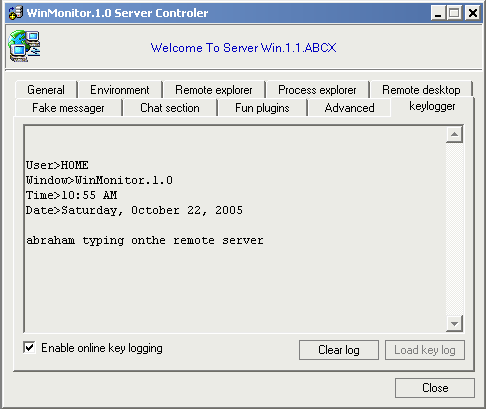 WinMonitor.1.0 Server Controler
Welcome To Server Win.1.1.ABCX
General Environment Remote explorer Process explorer Remote desktop
Fake messager Chat section Fun plugins Advanced keylogger
User>HOME
Window>WinMonitor.1.0
Time>10:55 AM
Date>Saturday, October 22, 2005
abraham typing onthe remote server
Enable online key logging
Clear log
Load key log
Close